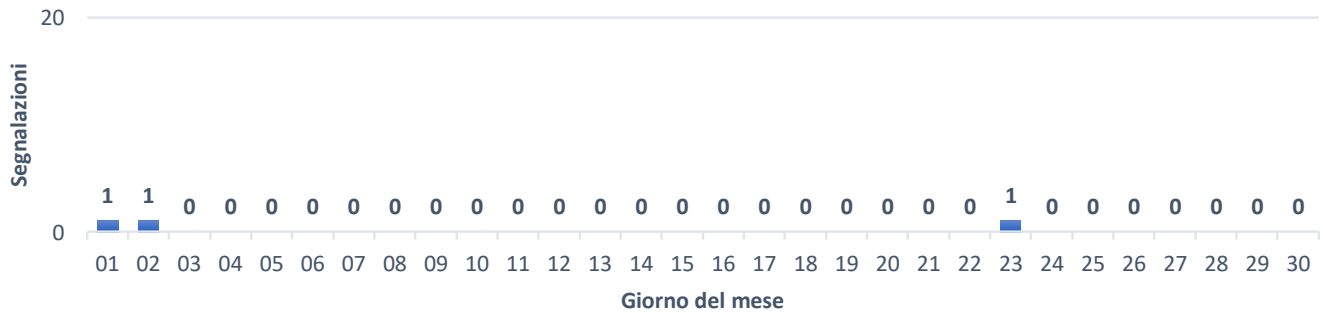 20
Segnalazioni
1 1 0 0 0 0 0 0 0 0 0 0 0 0 0 0 0 0 0 0 0 0 1 0 0 0 0 0 0 0
0
01 02 03 04 05 06 07 08 09 10 11 12 13 14 15 16 17 18 19 20 21 22 23 24 25 26 27 28 29 30
Giorno del mese